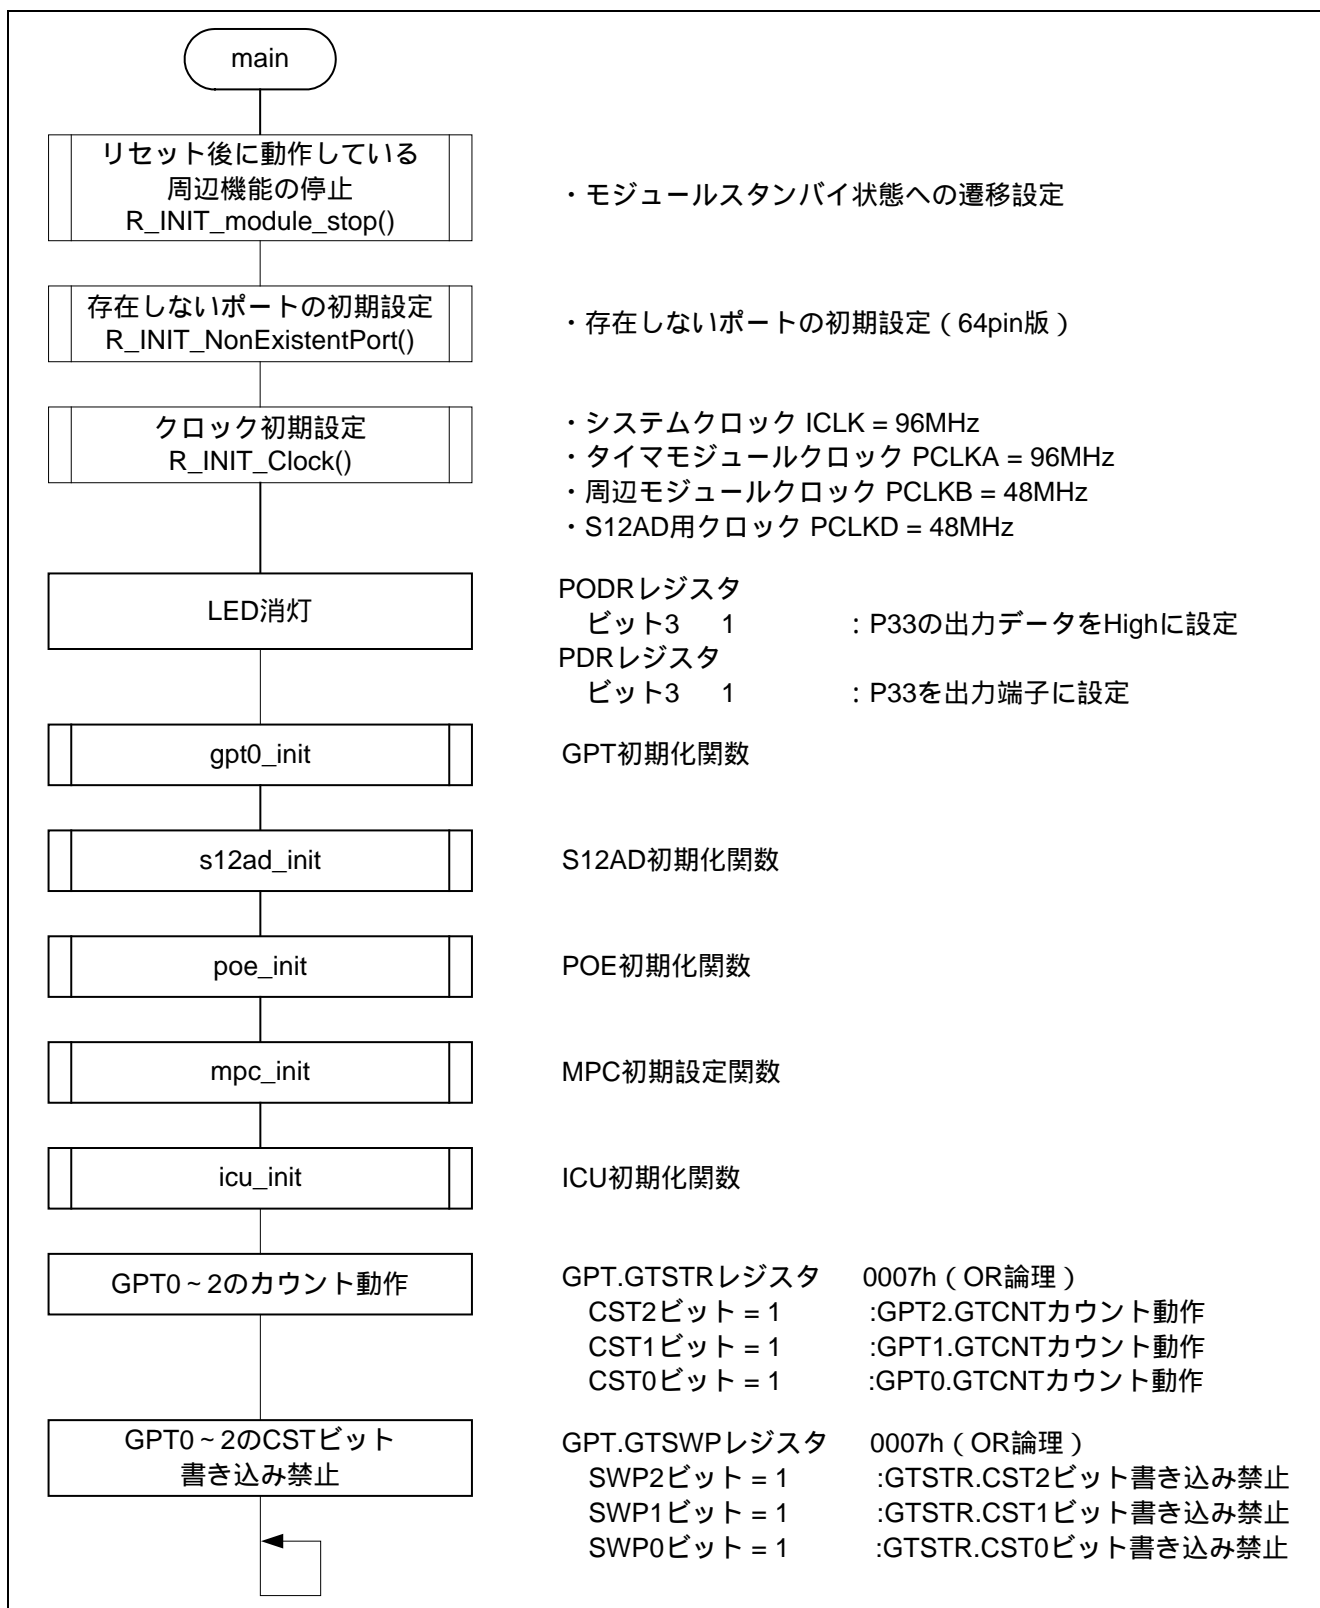 main
リセット後に動作している
周辺機能の停止
R_INIT_module_stop()
・モジュールスタンバイ状態への遷移設定
存在しないポートの初期設定
R_INIT_NonExistentPort()
・存在しないポートの初期設定（64pin版）
クロック初期設定
R_INIT_Clock()
・システムクロック ICLK = 96MHz
・タイマモジュールクロック PCLKA = 96MHz
・周辺モジュールクロック PCLKB = 48MHz
・S12AD用クロック PCLKD = 48MHz
LED消灯
PODRレジスタ
ビット3 1 : P33の出力データをHighに設定
PDRレジスタ
ビット3 1 : P33を出力端子に設定
gpt0_init
GPT初期化関数
s12ad_init
S12AD初期化関数
poe_init
POE初期化関数
mpc_init
MPC初期設定関数
icu_init
ICU初期化関数
GPT0～2のカウント動作
GPT.GTSTRレジスタ 0007h（OR論理）
CST2ビット = 1 :GPT2.GTCNTカウント動作
CST1ビット = 1 :GPT1.GTCNTカウント動作
CST0ビット = 1 :GPT0.GTCNTカウント動作
GPT0～2のCSTビット
書き込み禁止
GPT.GTSWPレジスタ 0007h（OR論理）
SWP2ビット = 1 :GTSTR.CST2ビット書き込み禁止
SWP1ビット = 1 :GTSTR.CST1ビット書き込み禁止
SWP0ビット = 1 :GTSTR.CST0ビット書き込み禁止